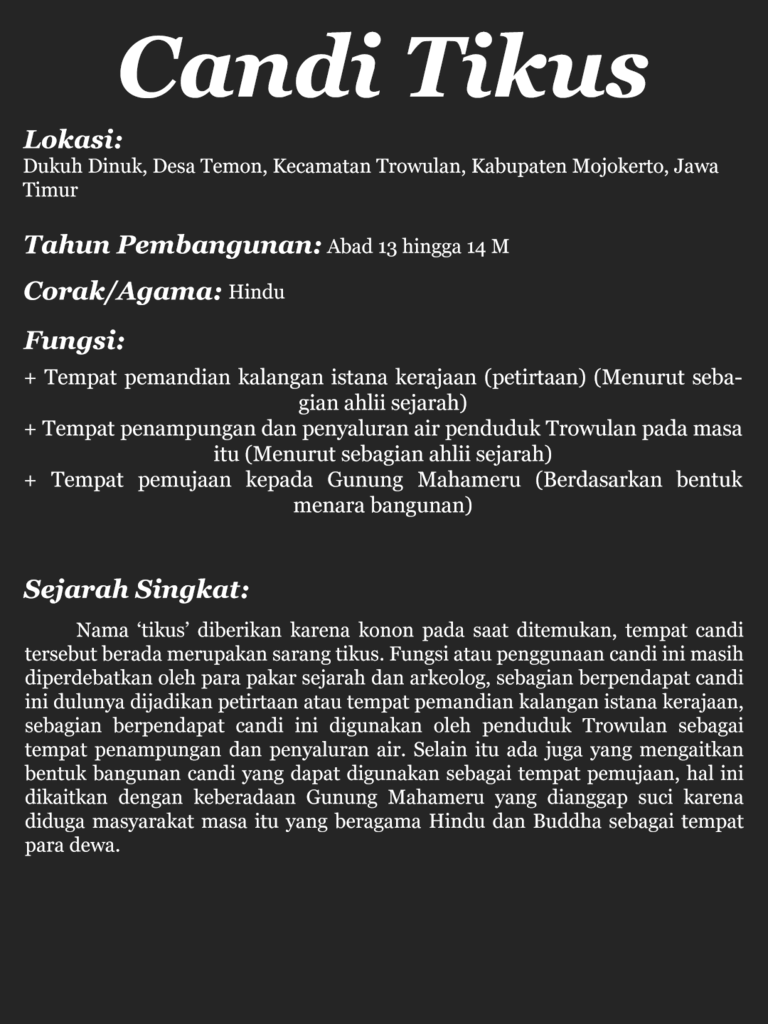 Candi Tikus
Lokasi:
Dukuh Dinuk, Desa Temon, Kecamatan Trowulan, Kabupaten Mojokerto, Jawa
Timur
Tahun Pembangunan: Abad 13 hingga 14 M
Corak/Agama: Hindu
Fungsi:
+ Tempat pemandian kalangan istana kerajaan (petirtaan) (Menurut seba-
gian ahlii sejarah)
+ Tempat penampungan dan penyaluran air penduduk Trowulan pada masa
itu (Menurut sebagian ahlii sejarah)
+ Tempat pemujaan kepada Gunung Mahameru (Berdasarkan bentuk
menara bangunan)
Sejarah Singkat:
Nama ‘tikus’ diberikan karena konon pada saat ditemukan, tempat candi
tersebut berada merupakan sarang tikus. Fungsi atau penggunaan candi ini masih
diperdebatkan oleh para pakar sejarah dan arkeolog, sebagian berpendapat candi
ini dulunya dijadikan petirtaan atau tempat pemandian kalangan istana kerajaan,
sebagian berpendapat candi ini digunakan oleh penduduk Trowulan sebagai
tempat penampungan dan penyaluran air. Selain itu ada juga yang mengaitkan
bentuk bangunan candi yang dapat digunakan sebagai tempat pemujaan, hal ini
dikaitkan dengan keberadaan Gunung Mahameru yang dianggap suci karena
diduga masyarakat masa itu yang beragama Hindu dan Buddha sebagai tempat
para dewa.